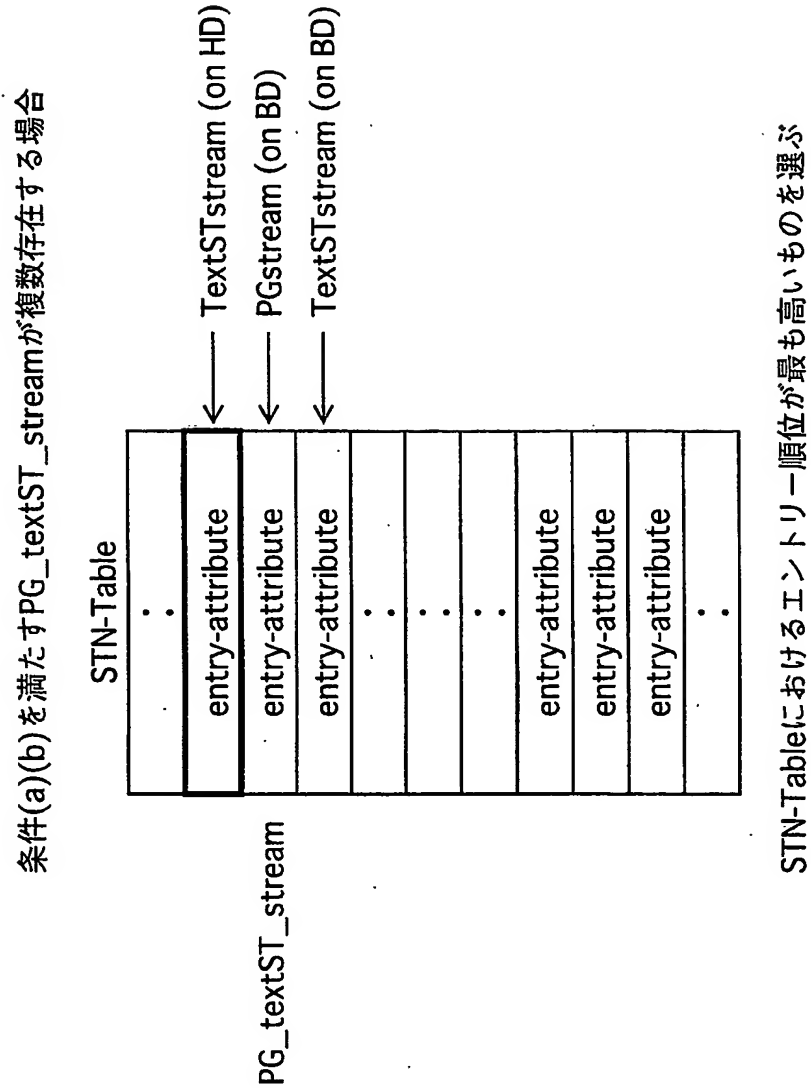 条件(a)(b)を満たすPG_textST_streamが複数存在する場合
STN-Table
entry-attribute
TextSTstream (on HD)
PG_textST_stream
entry-attribute
PGstream (on BD)
entry-attribute
TextSTstream (on BD)
entry-attribute
entry-attribute
entry-attribute
STN-Tableにおけるエントリー順位が最も高いものを選ぶ